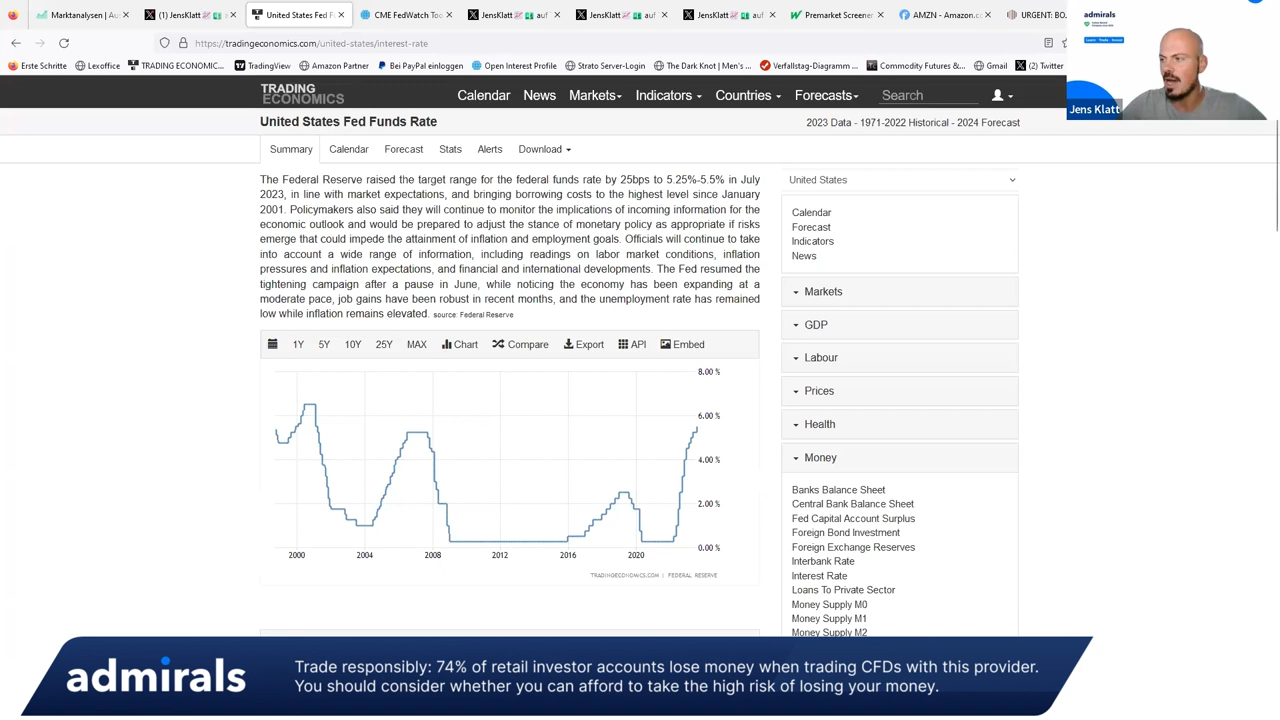 Marktanalysen | Au
(1) JensKlatt
United States Fed F
CME FedWatch Too
JensKlatt auf
JensKlatt auf
JensKlatt auf
Premarket Screener
AMZN - Amazon.co
URGENT: BO
https://tradingeconomics.com/united-states/interest-rate
Erste Schritte
Lexoffice
TRADING ECONOMIC...
TradingView
Amazon Partner
Bei PayPal einloggen
Open Interest Profile
Strato Server-Login
The Dark Knot | Men's ...
Verfallstag-Diagramm ...
Commodity Futures & ...
Gmail
(2) Twitter
admirals
Jens Klatt
TRADING
ECONOMICS
Calendar News Markets Indicators Countries Forecasts Search
United States Fed Funds Rate
2023 Data - 1971-2022 Historical - 2024 Forecast
Summary Calendar Forecast Stats Alerts Download
The Federal Reserve raised the target range for the federal funds rate by 25bps to 5.25%-5.5% in July
2023, in line with market expectations, and bringing borrowing costs to the highest level since January
2001. Policymakers also said they will continue to monitor the implications of incoming information for the
economic outlook and would be prepared to adjust the stance of monetary policy as appropriate if risks
emerge that could impede the attainment of inflation and employment goals. Officials will continue to take
into account a wide range of information, including readings on labor market conditions, inflation
pressures and inflation expectations, and financial and international developments. The Fed resumed the
tightening campaign after a pause in June, while noticing the economy has been expanding at a
moderate pace, job gains have been robust in recent months, and the unemployment rate has remained
low while inflation remains elevated. source: Federal Reserve
1Y 5Y 10Y 25Y MAX Chart Compare Export API Embed
8.00 %
6.00 %
4.00 %
2.00 %
0.00 %
2000 2004 2008 2012 2016 2020
TRADINGECONOMICS.COM | FEDERAL RESERVE
United States
Calendar
Forecast
Indicators
News
Markets
GDP
Labour
Prices
Health
Money
Banks Balance Sheet
Central Bank Balance Sheet
Fed Capital Account Surplus
Foreign Bond Investment
Foreign Exchange Reserves
Interbank Rate
Interest Rate
Loans To Private Sector
Money Supply M0
Money Supply M1
Money Supply M2
admirals
Trade responsibly: 74% of retail investor accounts lose money when trading CFDs with this provider.
You should consider whether you can afford to take the high risk of losing your money.